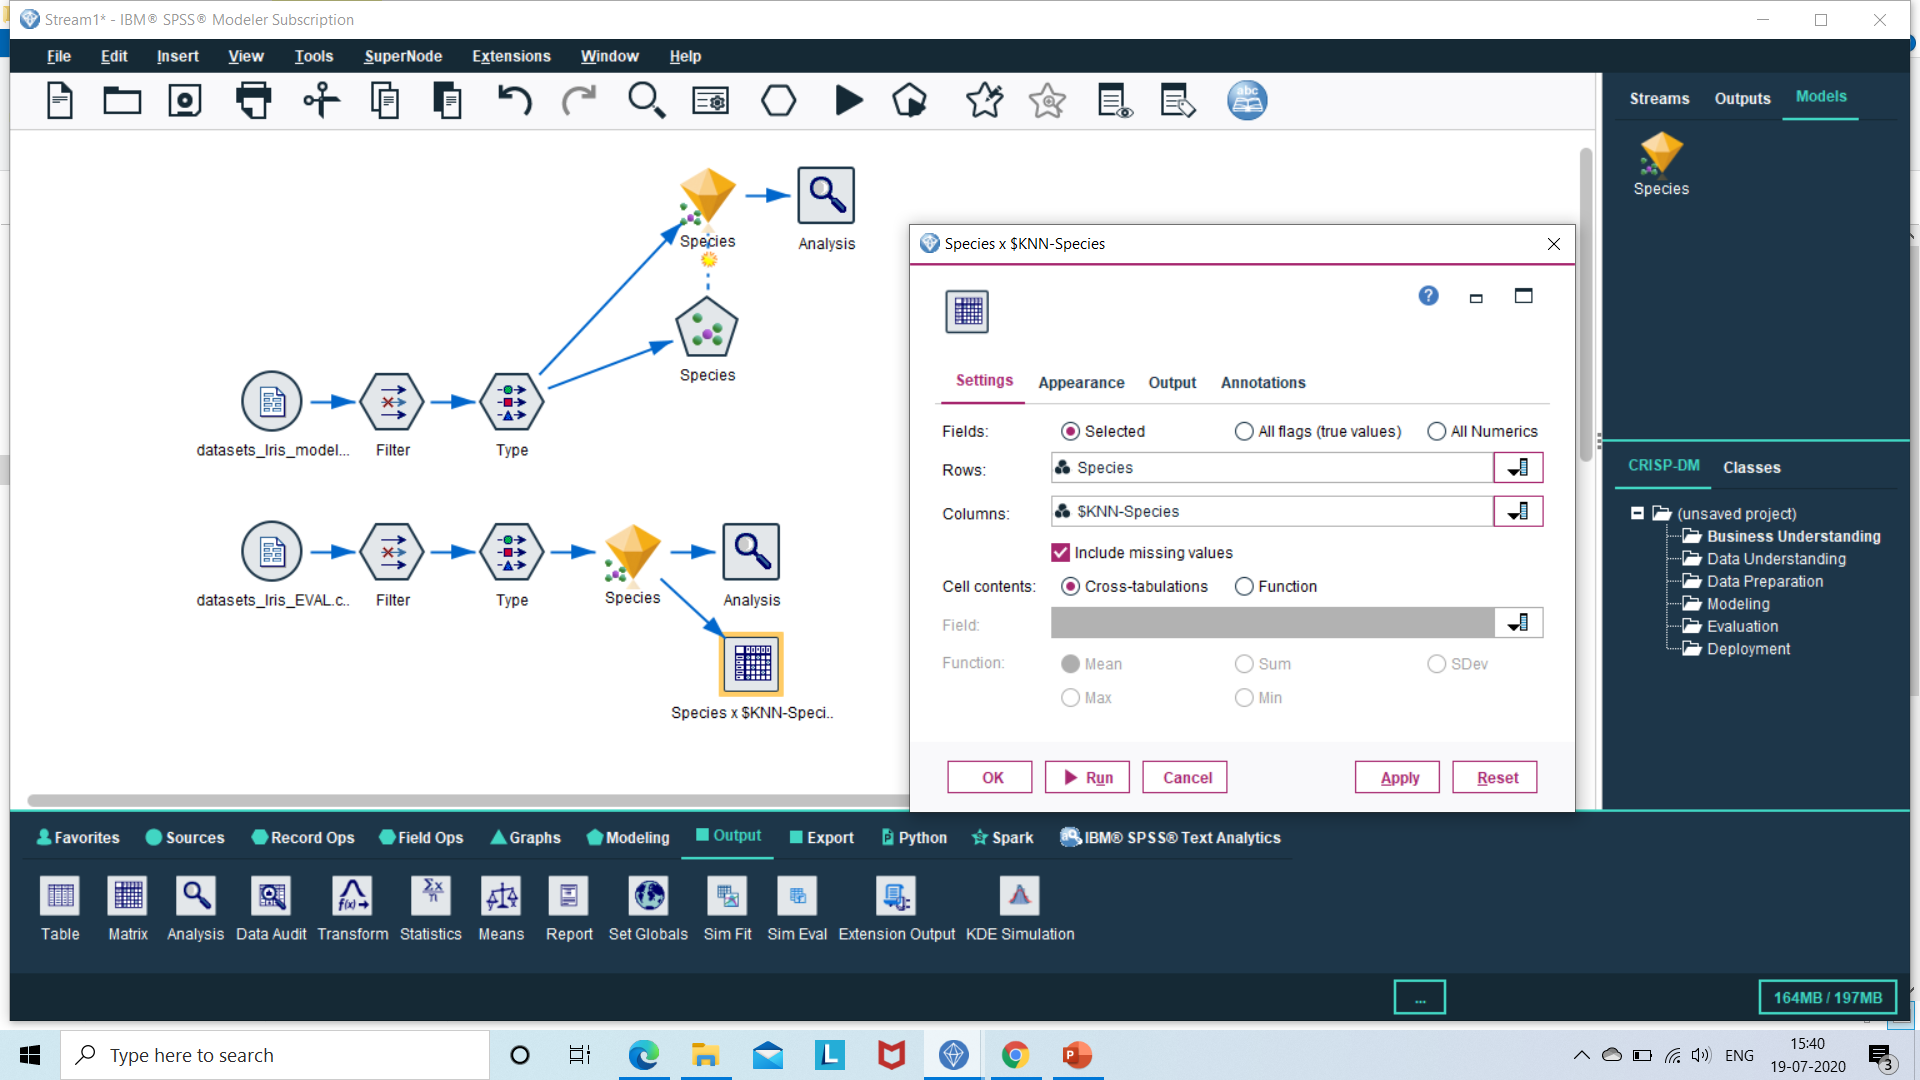 Stream1* - IBM® SPSS® Modeler Subscription
File Edit Insert View Tools SuperNode Extensions Window Help
abc
Streams Outputs Models
Species
Species
Analysis
Species
datasets_Iris_model...
Filter
Type
datasets_Iris_EVAL.c..
Filter
Type
Species
Analysis
Species x $KNN-Speci..
Species x $KNN-Species
?
Settings Appearance Output Annotations
Fields: Selected All flags (true values) All Numerics
Rows: Species
Columns: $KNN-Species
Include missing values
Cell contents: Cross-tabulations Function
Field:
Function: Mean Sum SDev
Max Min
OK Run Cancel Apply Reset
CRISP-DM Classes
(unsaved project)
Business Understanding
Data Understanding
Data Preparation
Modeling
Evaluation
Deployment
Favorites Sources Record Ops Field Ops Graphs Modeling Output Export Python Spark IBM® SPSS® Text Analytics
Table Matrix Analysis Data Audit Transform Statistics Means Report Set Globals Sim Fit Sim Eval Extension Output KDE Simulation
... 164MB / 197MB
Type here to search
ENG
15:40
19-07-2020
3